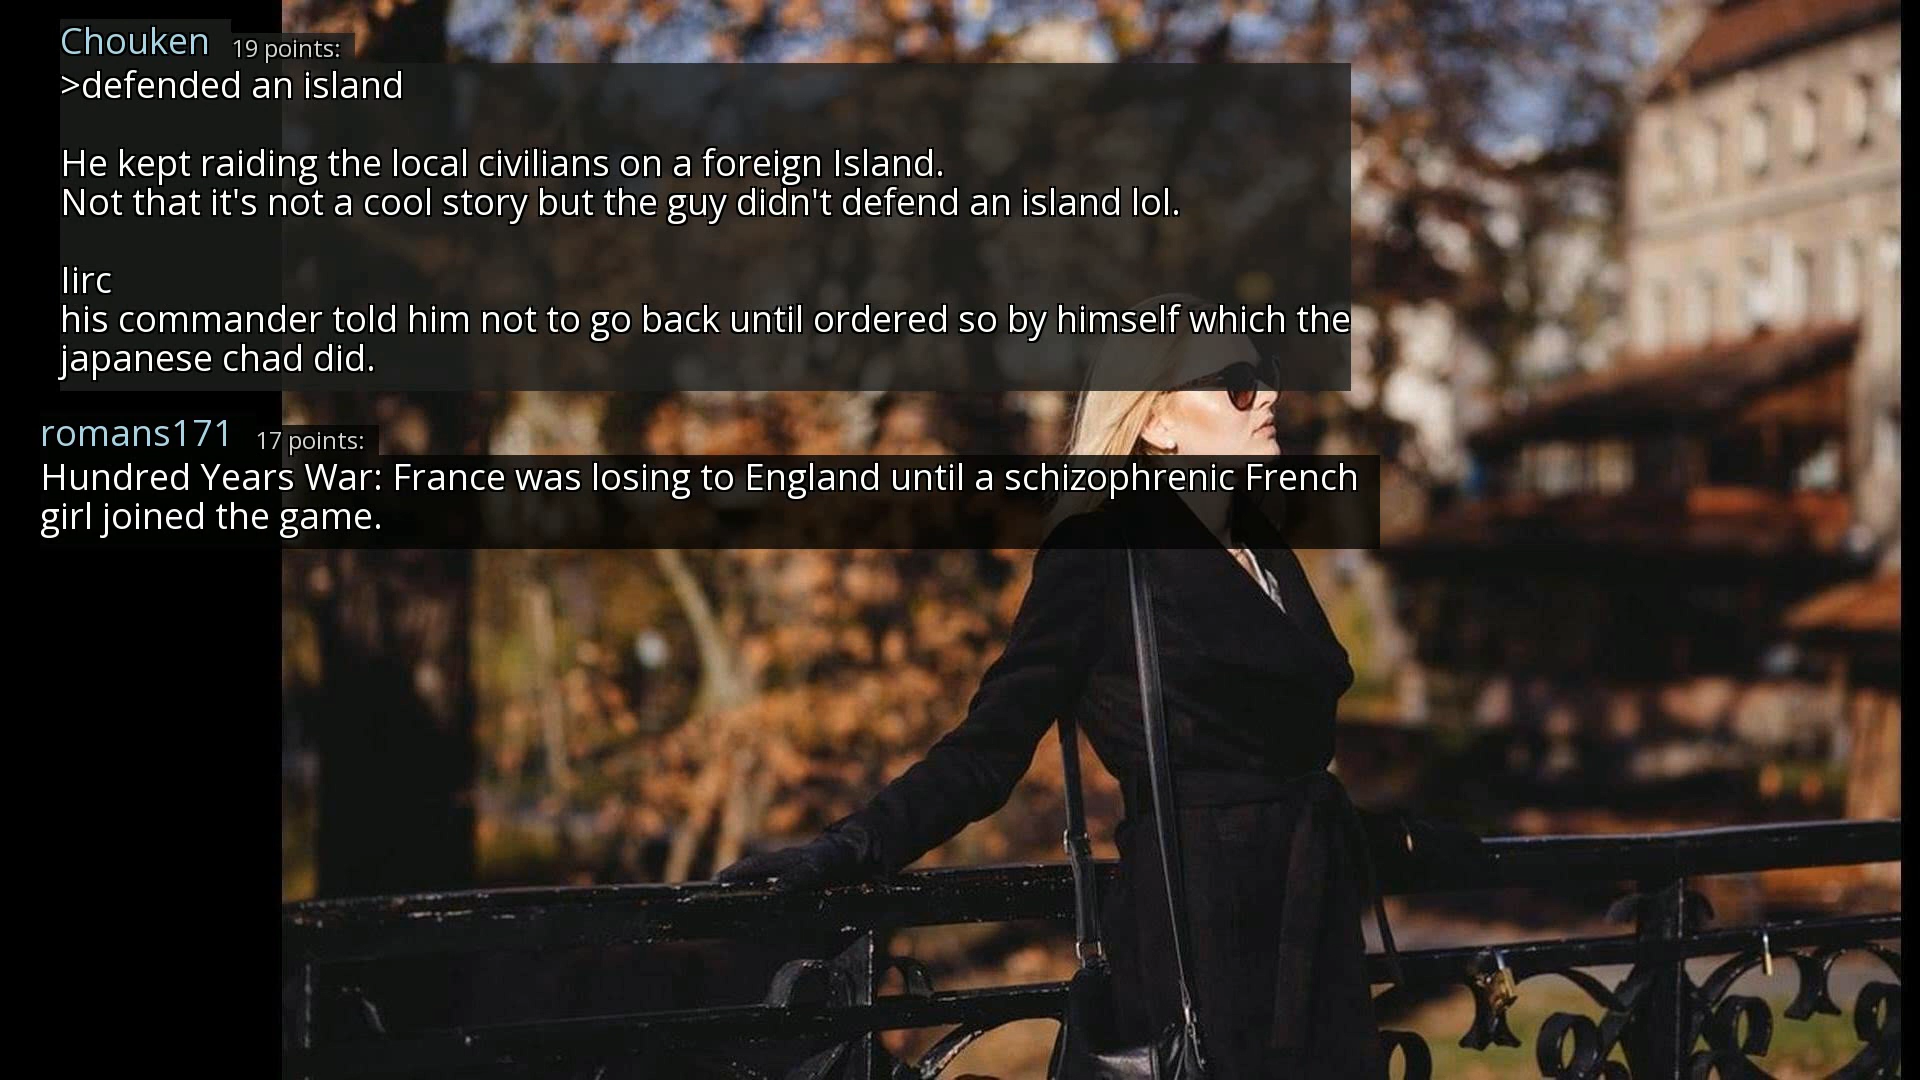 Chouken 19 points:
>defended an island
He kept raiding the local civilians on a foreign Island.
Not that it's not a cool story but the guy didn't defend an island lol.
Iirc
his commander told him not to go back until ordered so by himself which the
japanese chad did.
romans171 17 points:
Hundred Years War: France was losing to England until a schizophrenic French
girl joined the game.